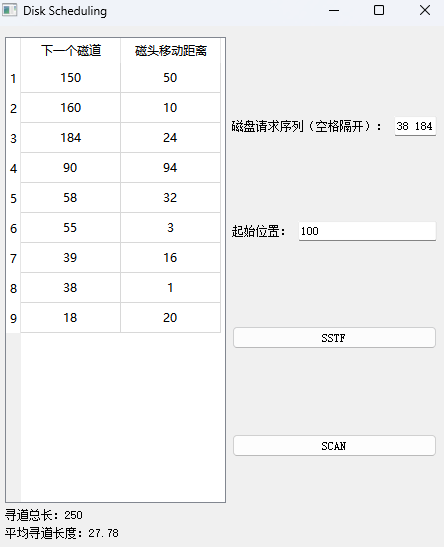 Disk Scheduling
下一个磁道 磁头移动距离
1 150 50
2 160 10
3 184 24
4 90 94
5 58 32
6 55 3
7 39 16
8 38 1
9 18 20
磁盘请求序列（空格隔开）： 38 184
起始位置： 100
SSTF
SCAN
寻道总长：250
平均寻道长度：27.78